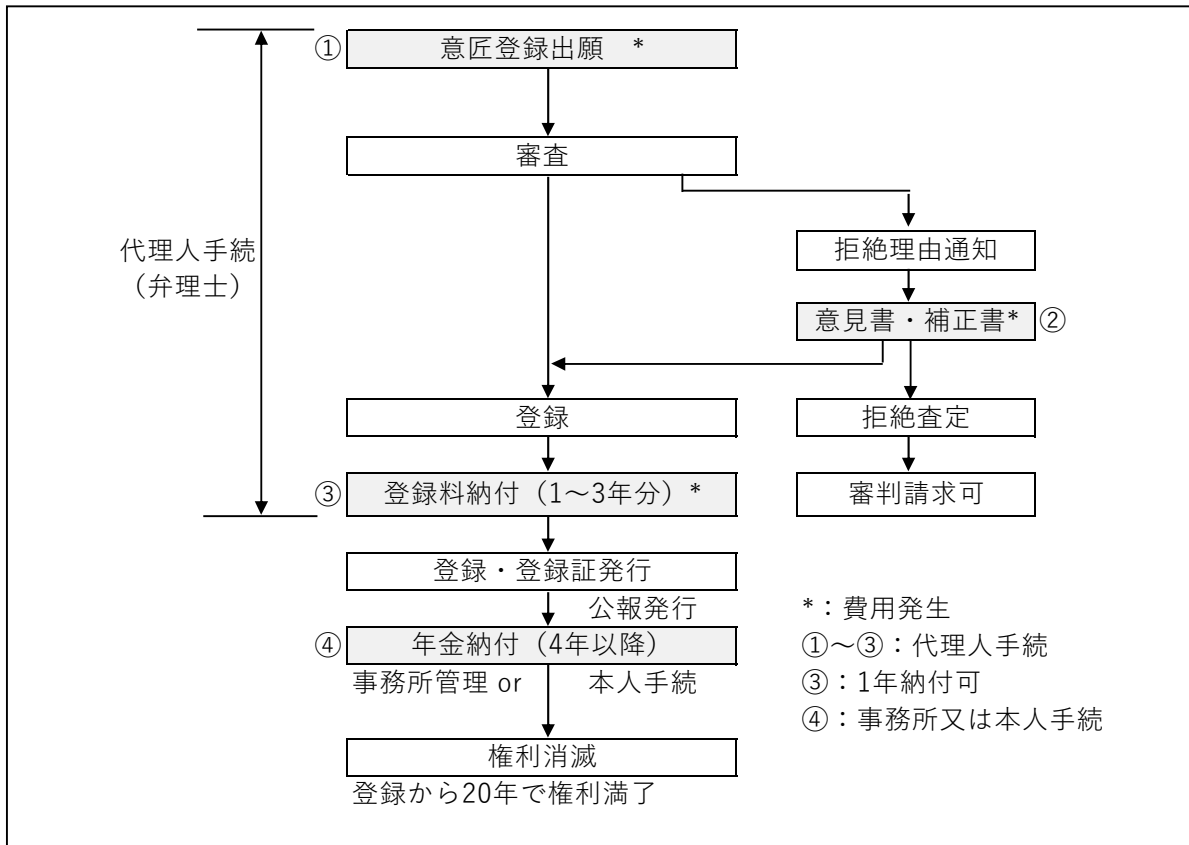 ① 意匠登録出願 *
審査
代理人手続
（弁理士）
拒絶理由通知
意見書・補正書* ②
登録
拒絶査定
③ 登録料納付（1～3年分）*
審判請求可
登録・登録証発行
公報発行
④ 年金納付（4年以降）
事務所管理 or 本人手続
権利消滅
登録から20年で権利満了
*：費用発生
①～③：代理人手続
③：1年納付可
④：事務所又は本人手続